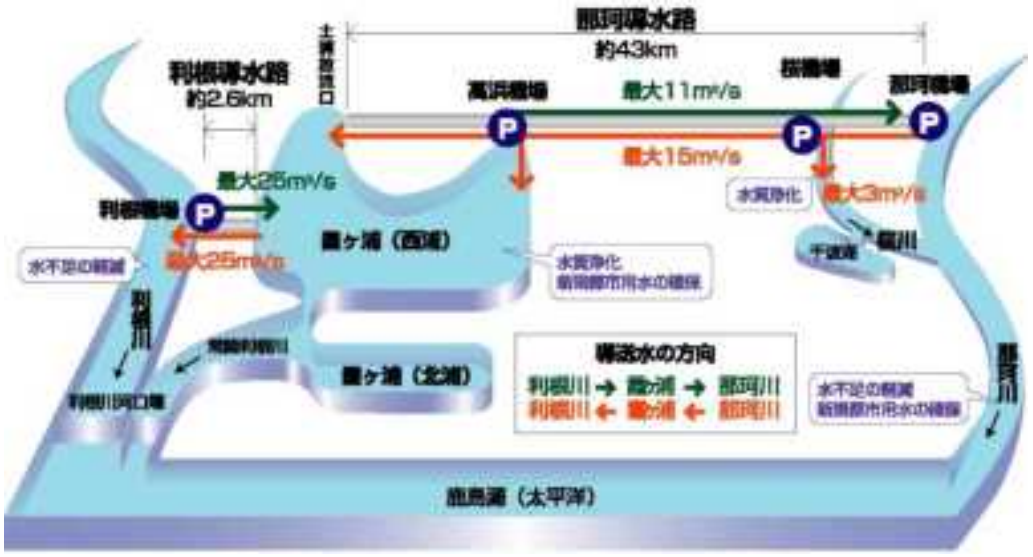 那珂導水路
約43km
利根導水路
約2.6km
高浜機場
桜機場
那珂機場
最大11m³/s
P
P
P
最大15m³/s
最大25m³/s
利根機場
P
水質浄化
最大3m³/s
霞ヶ浦（西浦）
千波湖
桜川
最大25m³/s
水不足の軽減
水質浄化
新規都市用水の確保
利根川
常陸利根川
霞ヶ浦（北浦）
導送水の方向
利根川 → 霞ヶ浦 → 那珂川
利根川 ← 霞ヶ浦 ← 那珂川
那珂川
水不足の軽減
新規都市用水の確保
利根川河口堰
鹿島灘（太平洋）